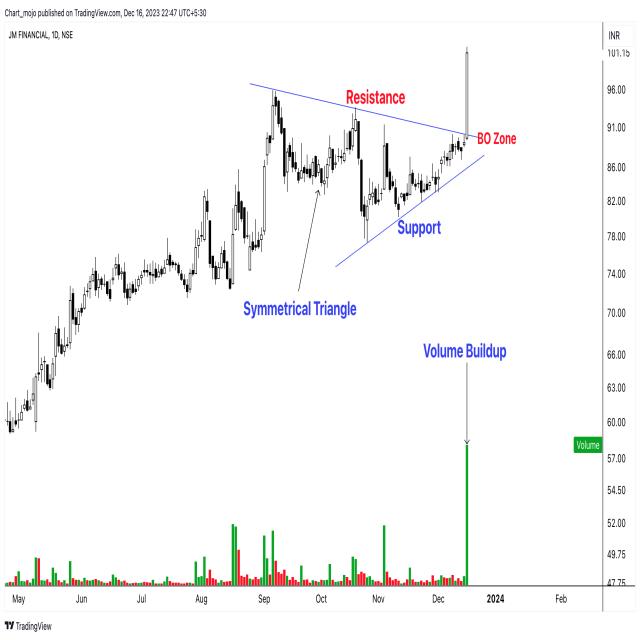 Chart_mojo published on TradingView.com, Dec 16, 2023 22:47 UTC+5:30
JM FINANCIAL, 1D, NSE
INR
101.15
96.00
Resistance
91.00
BO Zone
86.00
82.00
Support
78.00
74.00
Symmetrical Triangle
70.00
Volume Buildup
66.00
63.00
60.00
Volume
57.00
54.50
52.00
49.75
47.75
May Jun Jul Aug Sep Oct Nov Dec 2024 Feb
TradingView